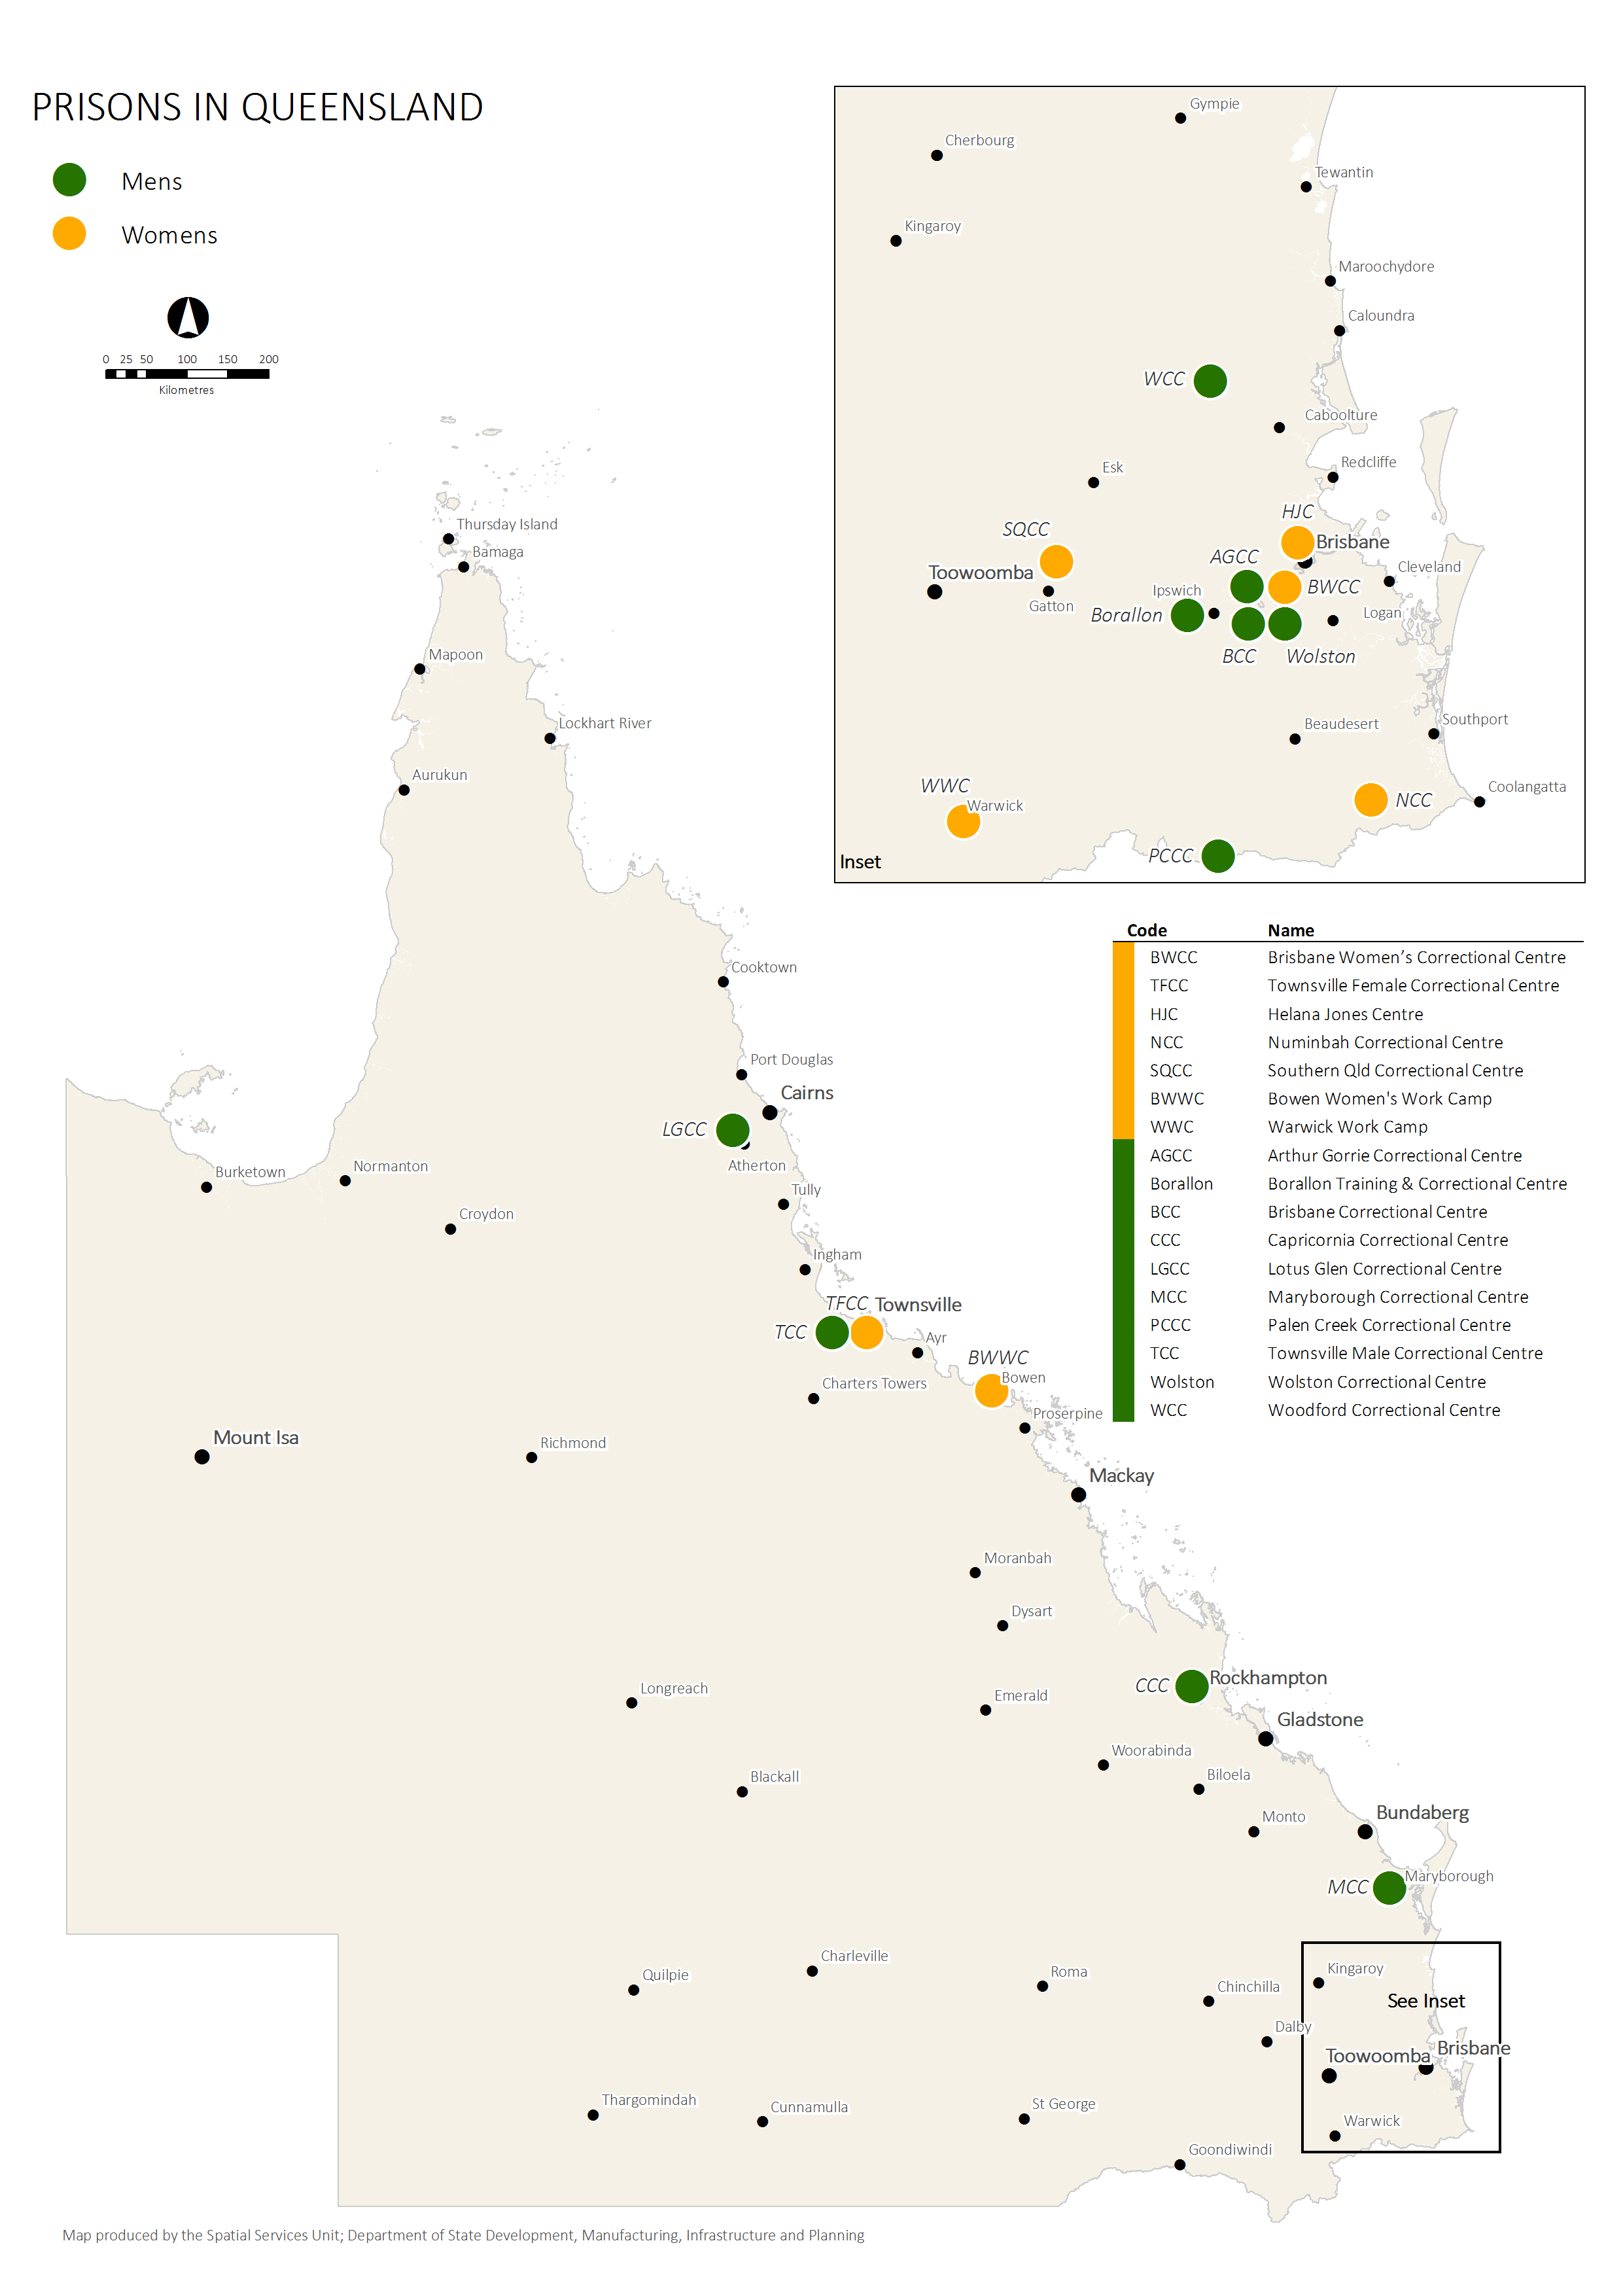 PRISONS IN QUEENSLAND
Mens
Womens
0 25 50 100 150 200
Kilometres
Gympie
Cherbourg
Tewantin
Kingaroy
Maroochydore
Caloundra
WCC
Caboolture
Redcliffe
Esk
HJC
SQCC
Brisbane
AGCC
Cleveland
Toowoomba
BWCC
Ipswich
Gatton
Logan
Borallon
BCC
Wolston
Southport
Beaudesert
WWC
Coolangatta
Warwick
NCC
PCCC
Inset
Code Name
BWCC Brisbane Women’s Correctional Centre
TFCC Townsville Female Correctional Centre
HJC Helana Jones Centre
NCC Numinbah Correctional Centre
SQCC Southern Qld Correctional Centre
BWWC Bowen Women's Work Camp
WWC Warwick Work Camp
AGCC Arthur Gorrie Correctional Centre
Borallon Borallon Training & Correctional Centre
BCC Brisbane Correctional Centre
CCC Capricornia Correctional Centre
LGCC Lotus Glen Correctional Centre
MCC Maryborough Correctional Centre
PCCC Palen Creek Correctional Centre
TCC Townsville Male Correctional Centre
Wolston Wolston Correctional Centre
WCC Woodford Correctional Centre
Thursday Island
Bamaga
Mapoon
Lockhart River
Aurukun
Cooktown
Port Douglas
Cairns
LGCC
Atherton
Burketown
Normanton
Tully
Croydon
Ingham
TFCC
Townsville
TCC
Ayr
BWWC
Bowen
Charters Towers
Proserpine
Mount Isa
Richmond
Mackay
Moranbah
Dysart
CCC
Rockhampton
Longreach
Emerald
Gladstone
Woorabinda
Biloela
Blackall
Monto
Bundaberg
MCC
Maryborough
Charleville
Quilpie
Roma
Chinchilla
Kingaroy
See Inset
Dalby
Brisbane
Toowoomba
Thargomindah
Cunnamulla
St George
Warwick
Goondiwindi
Map produced by the Spatial Services Unit; Department of State Development, Manufacturing, Infrastructure and Planning